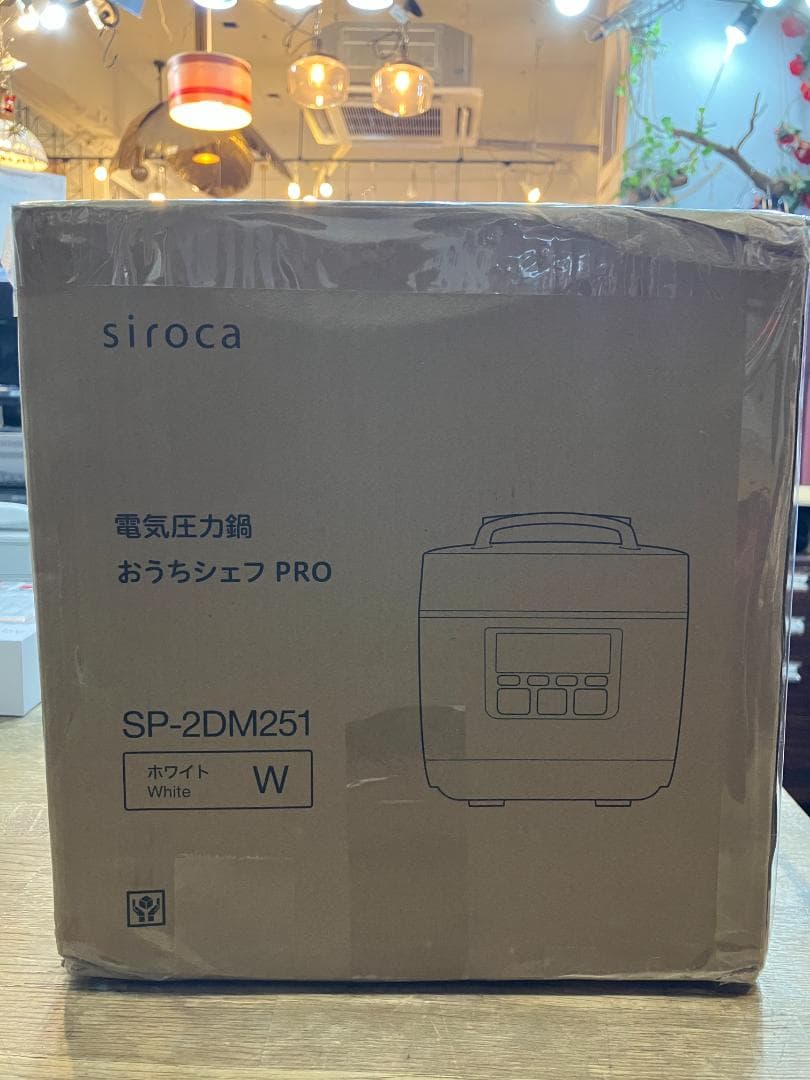 siroca
電気圧力鍋
おうちシェフ PRO
SP-2DM251
ホワイト
White
W